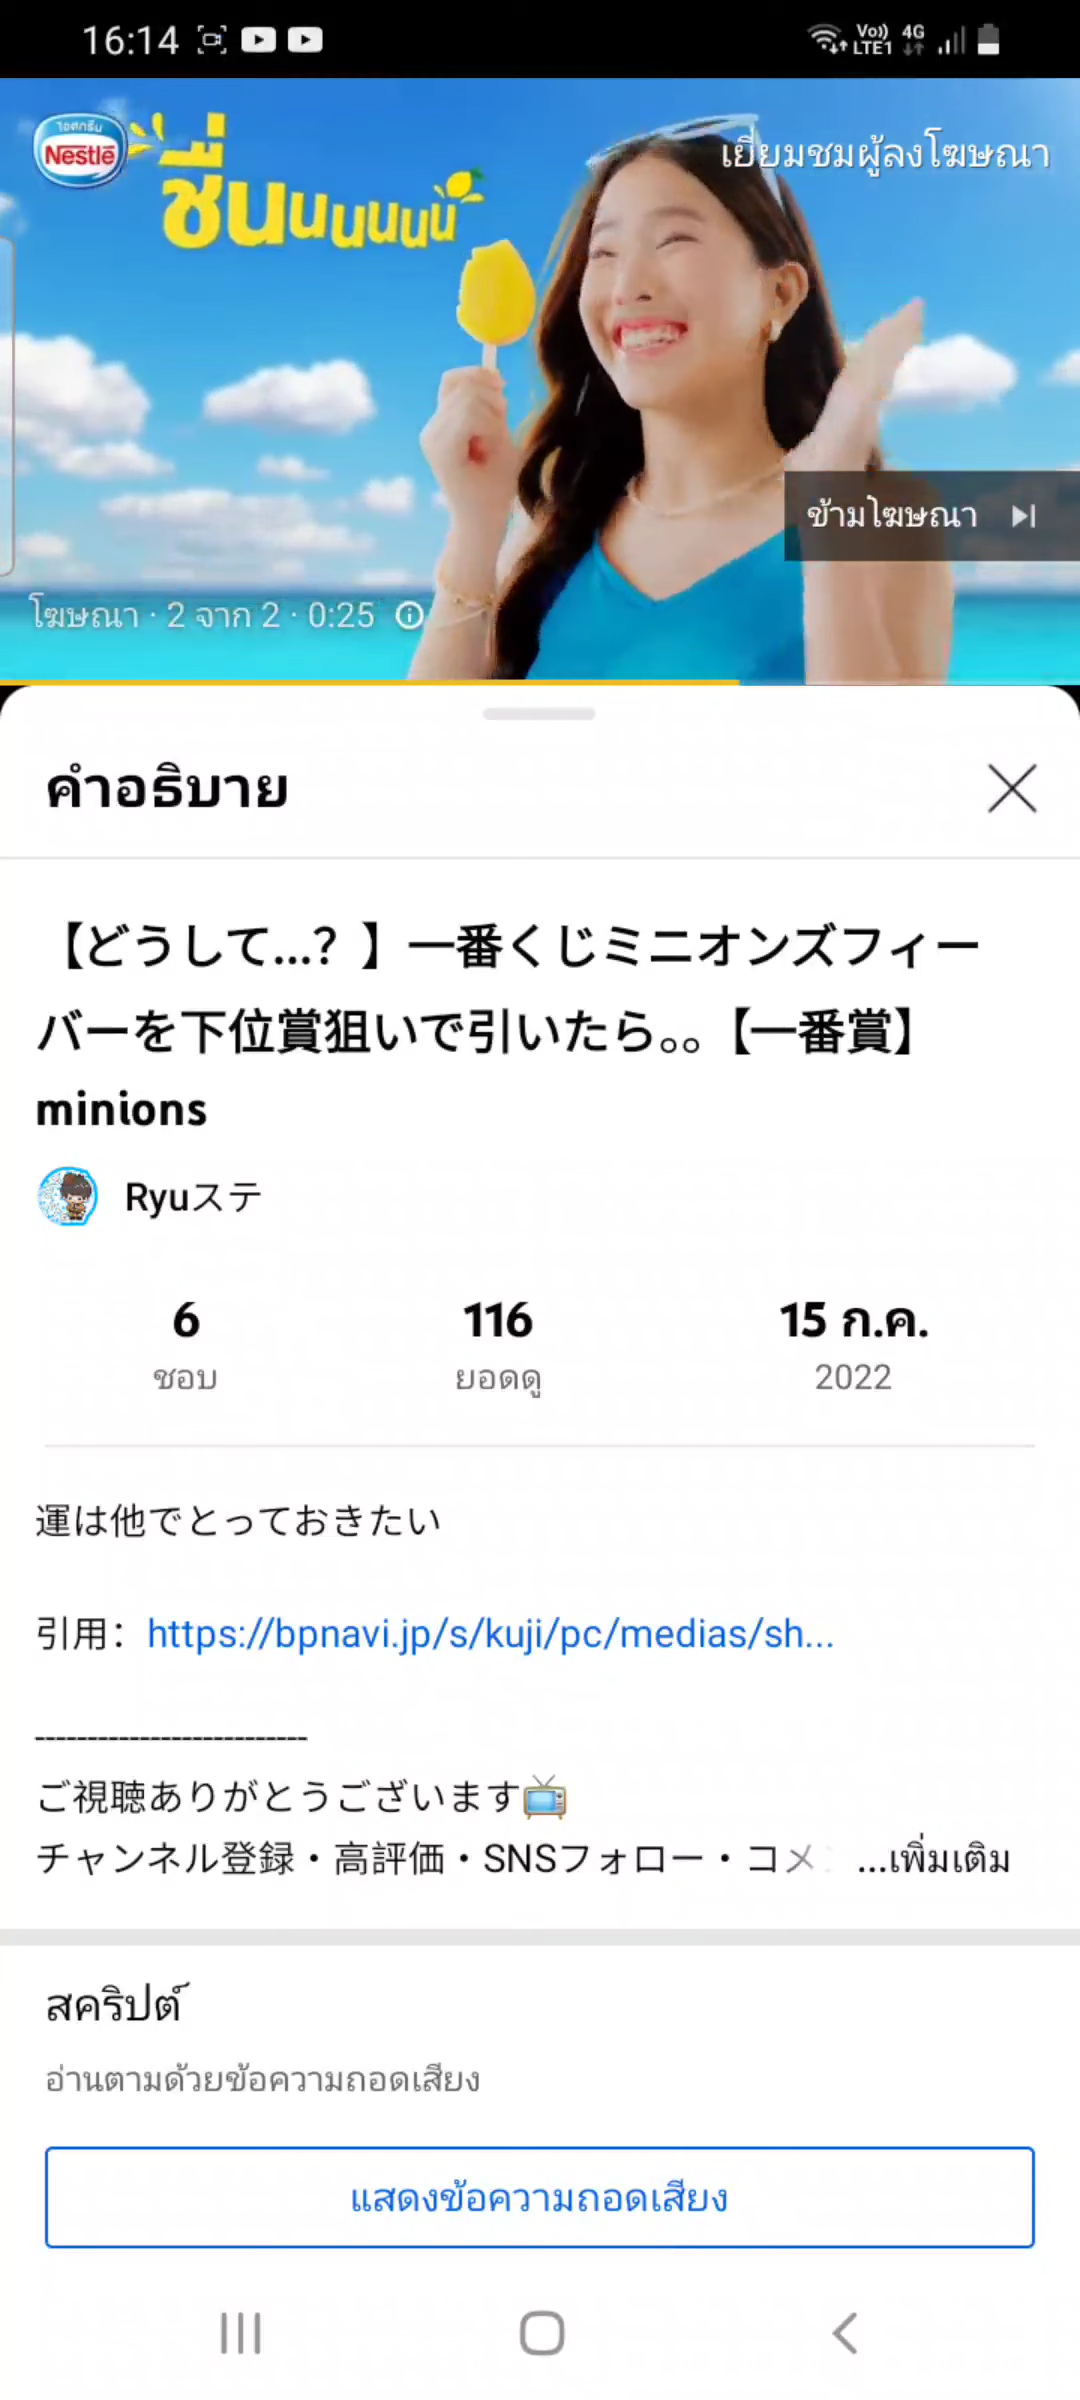 16:14
Vo))
LTE1
4G
ไอศกรีม
Nestlé
ชื่นนนนนน
เยี่ยมชมผู้ลงโฆษณา
ข้ามโฆษณา
โฆษณา · 2 จาก 2 · 0:25
คำอธิบาย
【どうして...? 】一番くじミニオンズフィー
バーを下位賞狙いで引いたら。。【一番賞】
minions
Ryuステ
6
116
15 ก.ค.
ชอบ
ยอดดู
2022
運は他でとっておきたい
引用：https://bpnavi.jp/s/kuji/pc/medias/sh...
--------------------------
ご視聴ありがとうございます📺
チャンネル登録・高評価・SNSフォロー・コメ ...เพิ่มเติม
สคริปต์
อ่านตามด้วยข้อความถอดเสียง
แสดงข้อความถอดเสียง